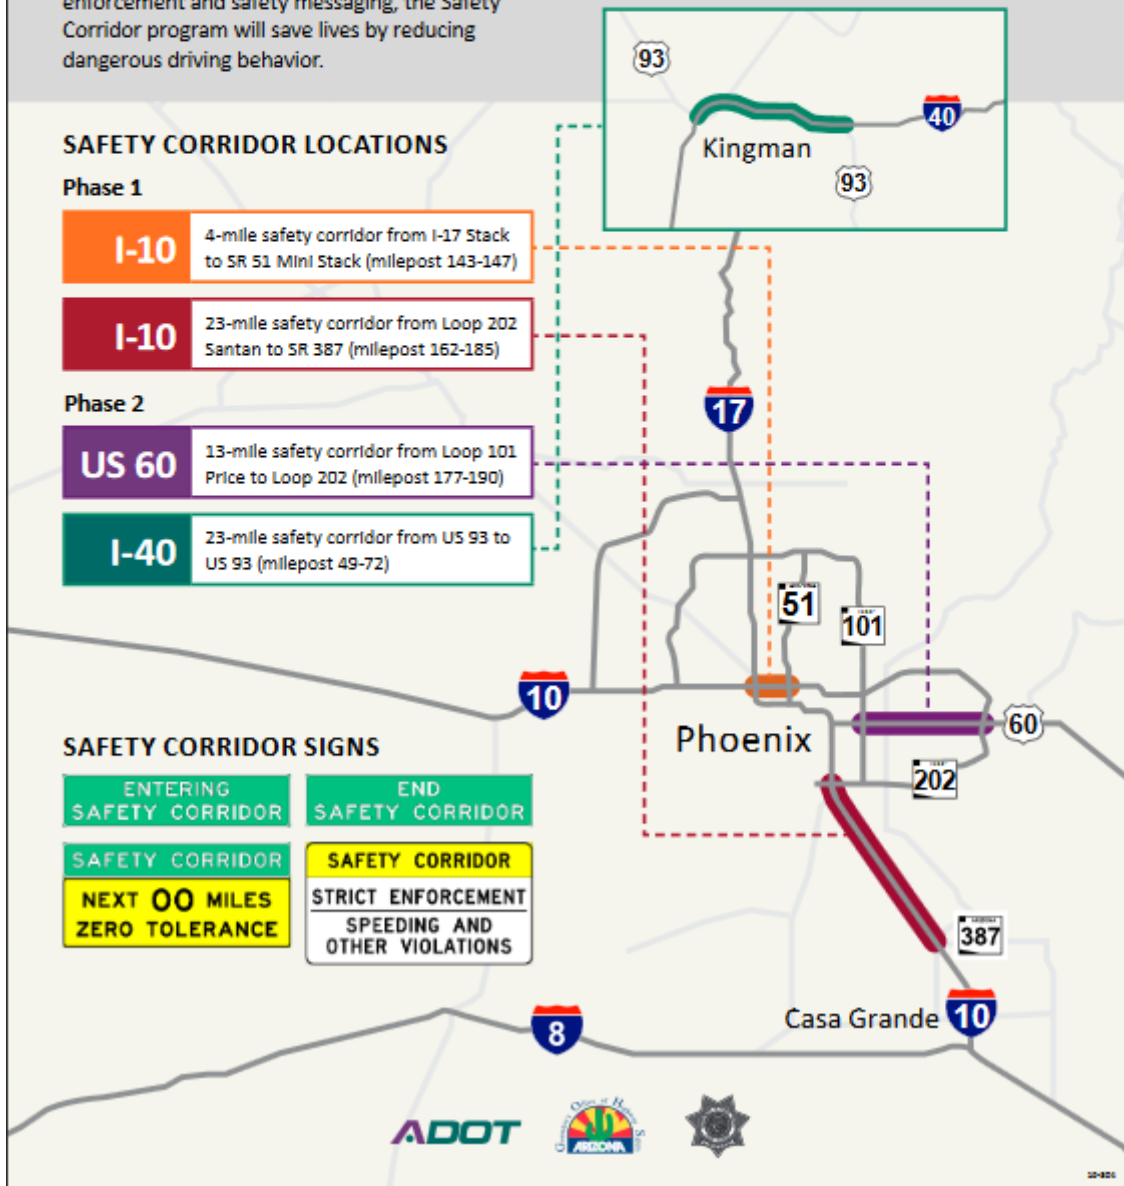 enforcement and safety messaging, the Safety
Corridor program will save lives by reducing
dangerous driving behavior.
93
40
Kingman
93
SAFETY CORRIDOR LOCATIONS
Phase 1
I-10
4-mile safety corridor from I-17 Stack
to SR 51 Mini Stack (milepost 143-147)
I-10
23-mile safety corridor from Loop 202
Santan to SR 387 (milepost 162-185)
Phase 2
US 60
13-mile safety corridor from Loop 101
Price to Loop 202 (milepost 177-190)
I-40
23-mile safety corridor from US 93 to
US 93 (milepost 49-72)
17
51
101
10
Phoenix
60
202
387
Casa Grande
10
8
SAFETY CORRIDOR SIGNS
ENTERING
SAFETY CORRIDOR
END
SAFETY CORRIDOR
SAFETY CORRIDOR
NEXT 00 MILES
ZERO TOLERANCE
SAFETY CORRIDOR
STRICT ENFORCEMENT
SPEEDING AND
OTHER VIOLATIONS
ADOT
ARIZONA